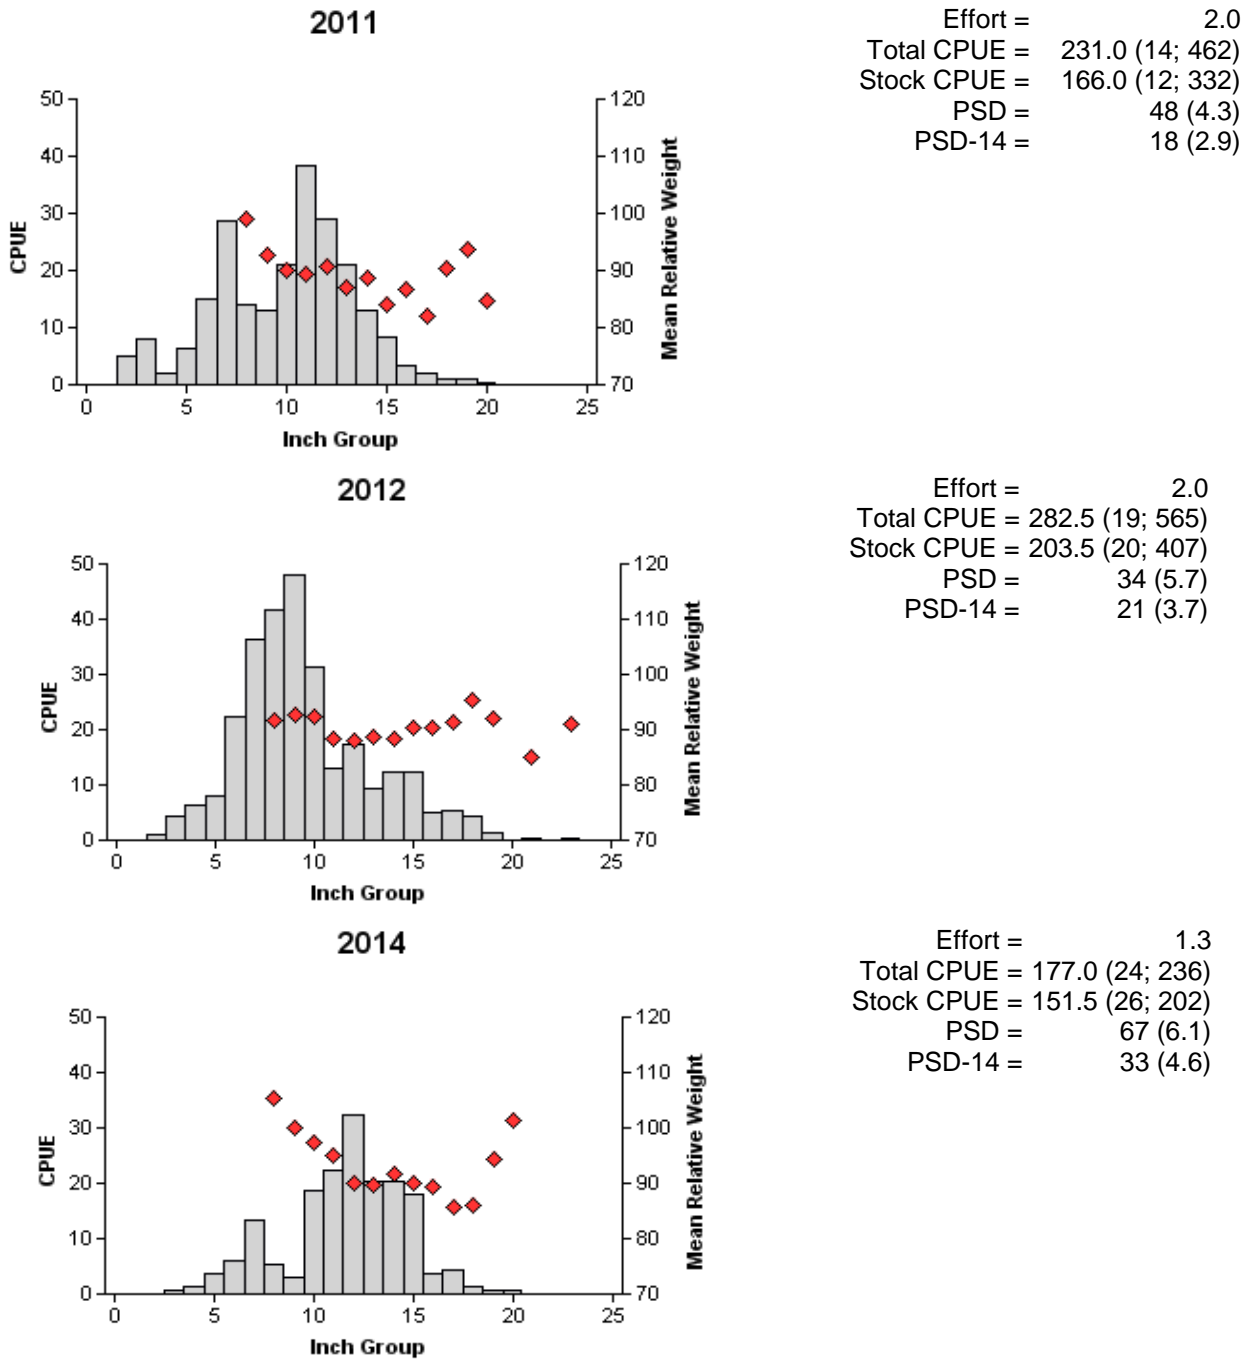 2011
Effort = 2.0
Total CPUE = 231.0 (14; 462)
Stock CPUE = 166.0 (12; 332)
PSD = 48 (4.3)
PSD-14 = 18 (2.9)
50 120
40 110
30 100
20 90
10 80
0 70
CPUE
Mean Relative Weight
0 5 10 15 20 25
Inch Group
2012
Effort = 2.0
Total CPUE = 282.5 (19; 565)
Stock CPUE = 203.5 (20; 407)
PSD = 34 (5.7)
PSD-14 = 21 (3.7)
50 120
40 110
30 100
20 90
10 80
0 70
CPUE
Mean Relative Weight
0 5 10 15 20 25
Inch Group
2014
Effort = 1.3
Total CPUE = 177.0 (24; 236)
Stock CPUE = 151.5 (26; 202)
PSD = 67 (6.1)
PSD-14 = 33 (4.6)
50 120
40 110
30 100
20 90
10 80
0 70
CPUE
Mean Relative Weight
0 5 10 15 20 25
Inch Group